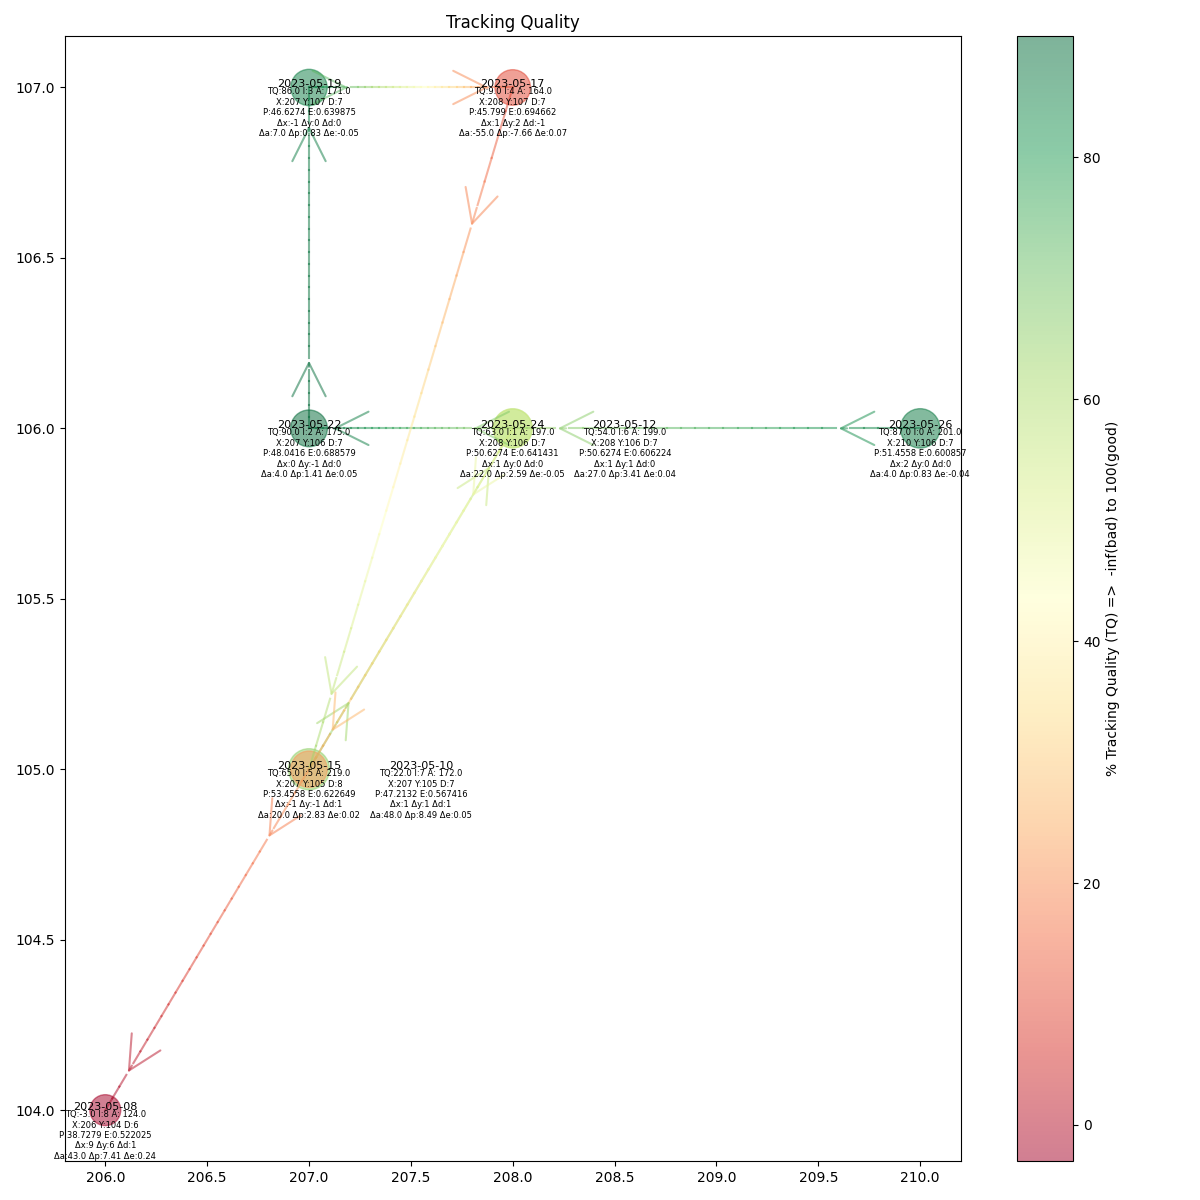 Tracking Quality
107.0
106.5
106.0
105.5
105.0
104.5
104.0
206.0
206.5
207.0
207.5
208.0
208.5
209.0
209.5
210.0
2023-05-19
TQ:86.0 I:3 A: 171.0
X:207 Y:107 D:7
P:46.6274 E:0.639875
Δx:-1 Δy:0 Δd:0
Δa:7.0 Δp:0.83 Δe:-0.05
2023-05-17
TQ:9.0 I:4 A: 164.0
X:208 Y:107 D:7
P:45.799 E:0.694662
Δx:1 Δy:2 Δd:-1
Δa:-55.0 Δp:-7.66 Δe:0.07
2023-05-22
TQ:90.0 I:2 A: 175.0
X:207 Y:106 D:7
P:48.0416 E:0.688579
Δx:0 Δy:-1 Δd:0
Δa:4.0 Δp:1.41 Δe:0.05
2023-05-24
TQ:63.0 I:1 A: 197.0
X:208 Y:106 D:7
P:50.6274 E:0.641431
Δx:1 Δy:0 Δd:0
Δa:22.0 Δp:2.59 Δe:-0.05
2023-05-12
TQ:54.0 I:6 A: 199.0
X:208 Y:106 D:7
P:50.6274 E:0.606224
Δx:1 Δy:1 Δd:0
Δa:27.0 Δp:3.41 Δe:0.04
2023-05-26
TQ:87.0 I:0 A: 201.0
X:210 Y:106 D:7
P:51.4558 E:0.600857
Δx:2 Δy:0 Δd:0
Δa:4.0 Δp:0.83 Δe:-0.04
2023-05-15
TQ:65.0 I:5 A: 219.0
X:207 Y:105 D:8
P:53.4558 E:0.622649
Δx:-1 Δy:-1 Δd:1
Δa:20.0 Δp:2.83 Δe:0.02
2023-05-10
TQ:22.0 I:7 A: 172.0
X:207 Y:105 D:7
P:47.2132 E:0.567416
Δx:1 Δy:1 Δd:1
Δa:48.0 Δp:8.49 Δe:0.05
2023-05-08
TQ:-3.0 I:8 A: 124.0
X:206 Y:104 D:6
P:38.7279 E:0.522025
Δx:9 Δy:6 Δd:1
Δa:43.0 Δp:7.41 Δe:0.24
80
60
40
20
0
% Tracking Quality (TQ) =>  -inf(bad) to 100(good)